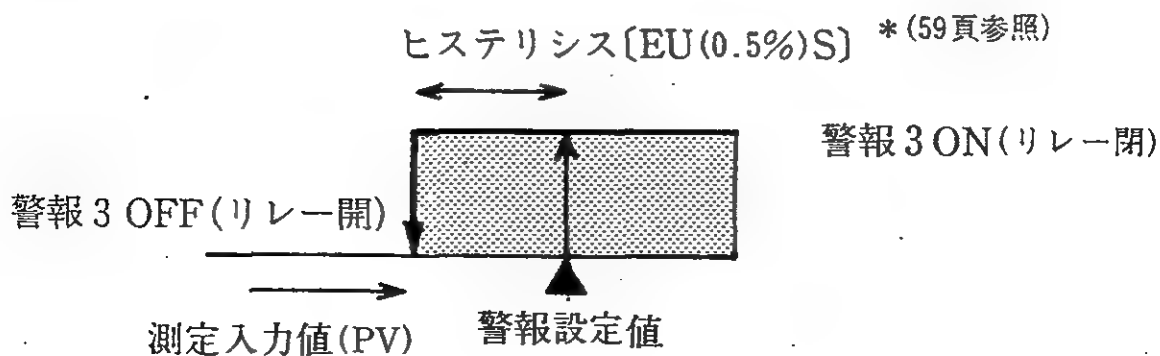 ヒステリシス〔EU(0.5%)S〕 *(59頁参照)
警報3ON(リレー閉)
警報3 OFF(リレー開)
測定入力値(PV)
警報設定値